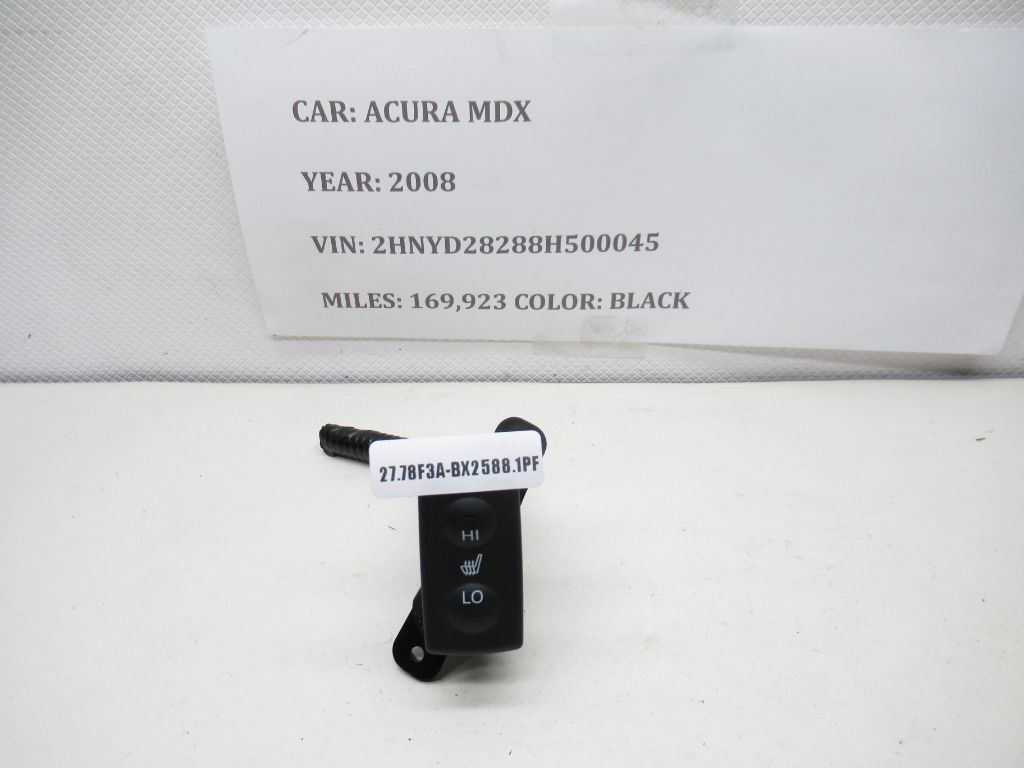 CAR: ACURA MDX
YEAR: 2008
VIN: 2HNYD28288H500045
MILES: 169,923 COLOR: BLACK
27.78F3A-BX2588.1PF
HI
LO